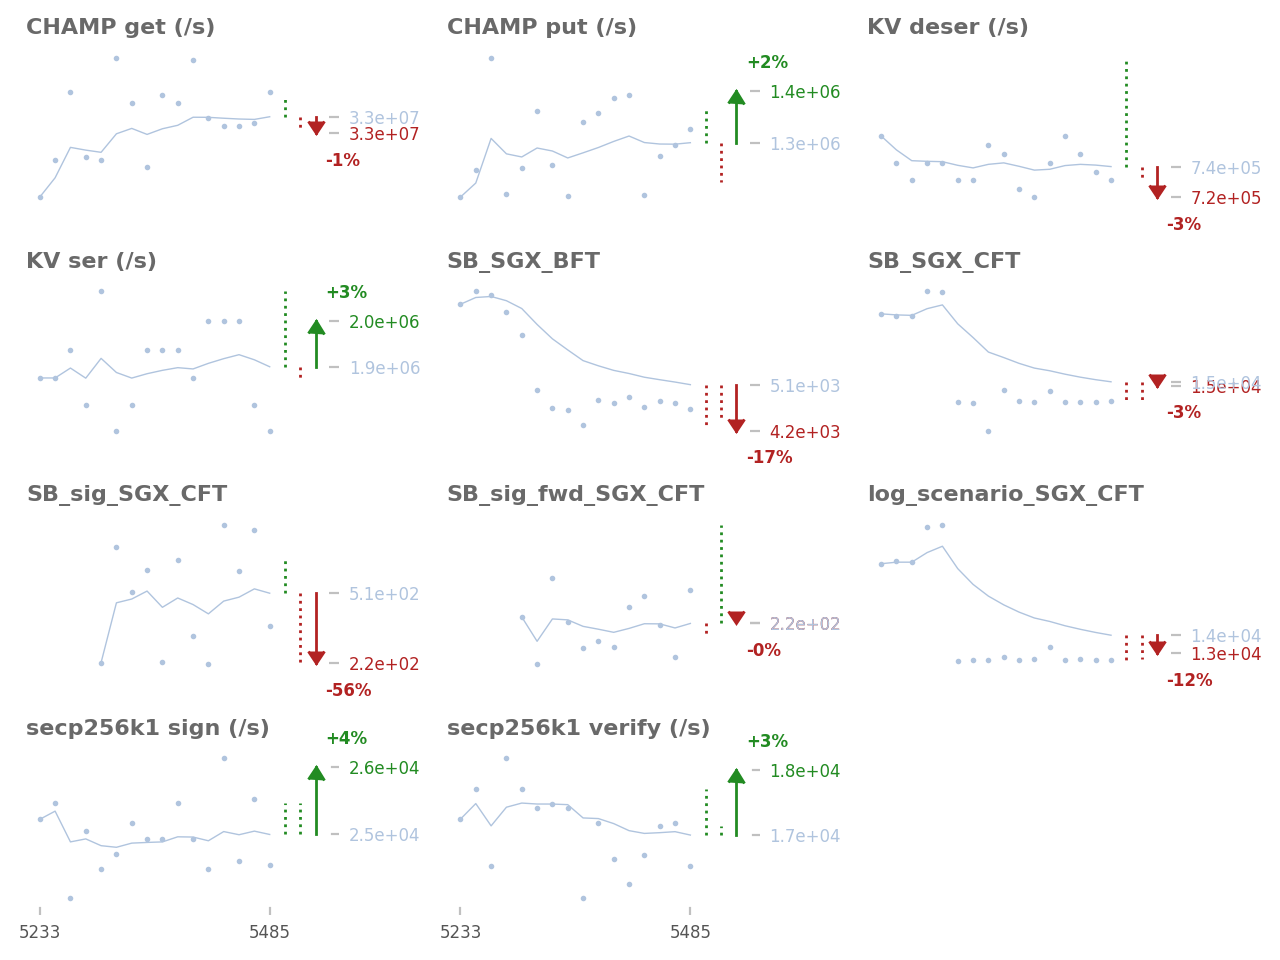 CHAMP get (/s)
3.3e+07
3.3e+07
-1%
CHAMP put (/s)
+2%
1.4e+06
1.3e+06
KV deser (/s)
7.4e+05
7.2e+05
-3%
KV ser (/s)
+3%
2.0e+06
1.9e+06
SB_SGX_BFT
5.1e+03
4.2e+03
-17%
SB_SGX_CFT
1.5e+04
1.5e+04
-3%
SB_sig_SGX_CFT
5.1e+02
2.2e+02
-56%
SB_sig_fwd_SGX_CFT
2.2e+02
-0%
log_scenario_SGX_CFT
1.4e+04
1.3e+04
-12%
secp256k1 sign (/s)
+4%
2.6e+04
2.5e+04
5233
5485
secp256k1 verify (/s)
+3%
1.8e+04
1.7e+04
5233
5485